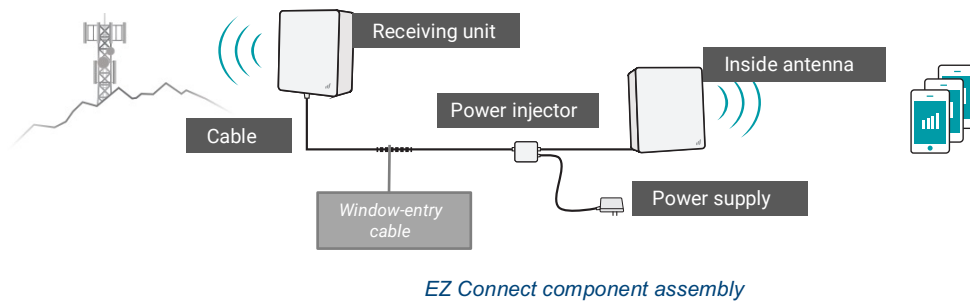 Receiving unit
Inside antenna
Power injector
Cable
Power supply
Window-entry
cable
EZ Connect component assembly